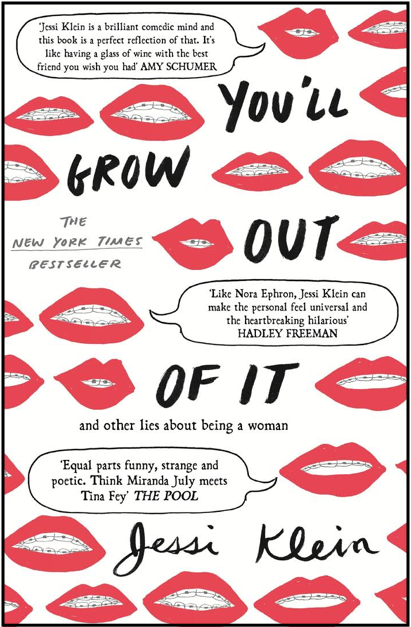 'Jessi Klein is a brilliant comedic mind and
this book is a perfect reflection of that. It's
like having a glass of wine with the best
friend you wish you had' AMY SCHUMER
YOU'LL
GROW
THE
NEW YORK TIMES
BESTSELLER
OUT
'Like Nora Ephron, Jessi Klein can
make the personal feel universal and
the heartbreaking hilarious'
HADLEY FREEMAN
OF IT
and other lies about being a woman
'Equal parts funny, strange and
poetic. Think Miranda July meets
Tina Fey' THE POOL
Jessi Klein